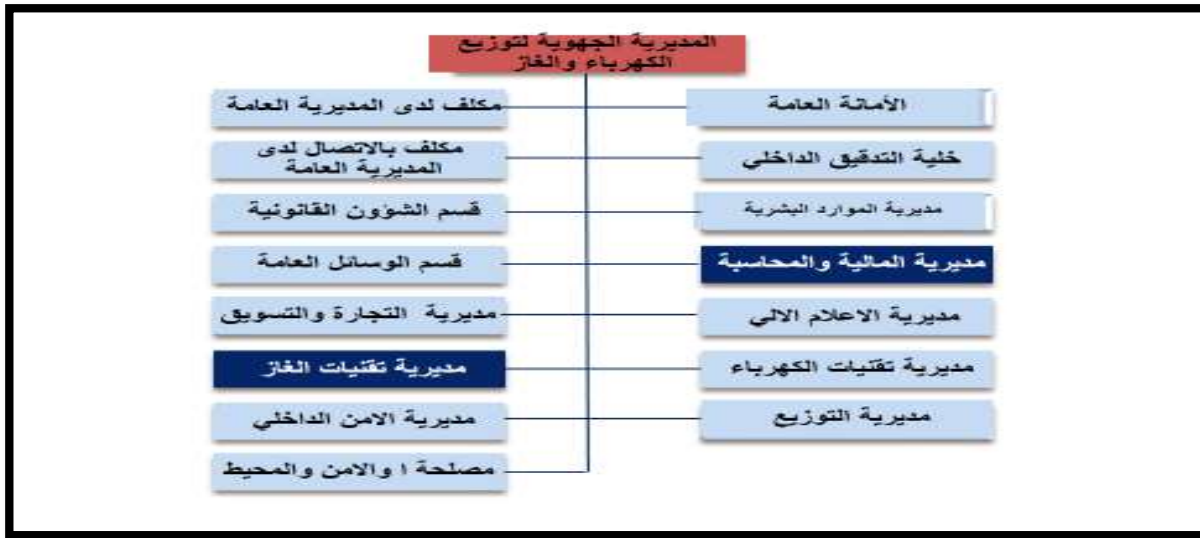 المديرية الجهوية لتوزيع
الكهرباء والغاز
الأمانة العامة
مكلف لدى المديرية العامة
خلية التدقيق الداخلي
مكلف بالاتصال لدى
المديرية العامة
مديرية الموارد البشرية
قسم الشؤون القانونية
مديرية المالية والمحاسبة
قسم الوسائل العامة
مديرية الاعلام الالي
مديرية التجارة والتسويق
مديرية تقنيات الكهرباء
مديرية تقنيات الغاز
مديرية التوزيع
مديرية الامن الداخلي
مصلحة ا والامن والمحيط